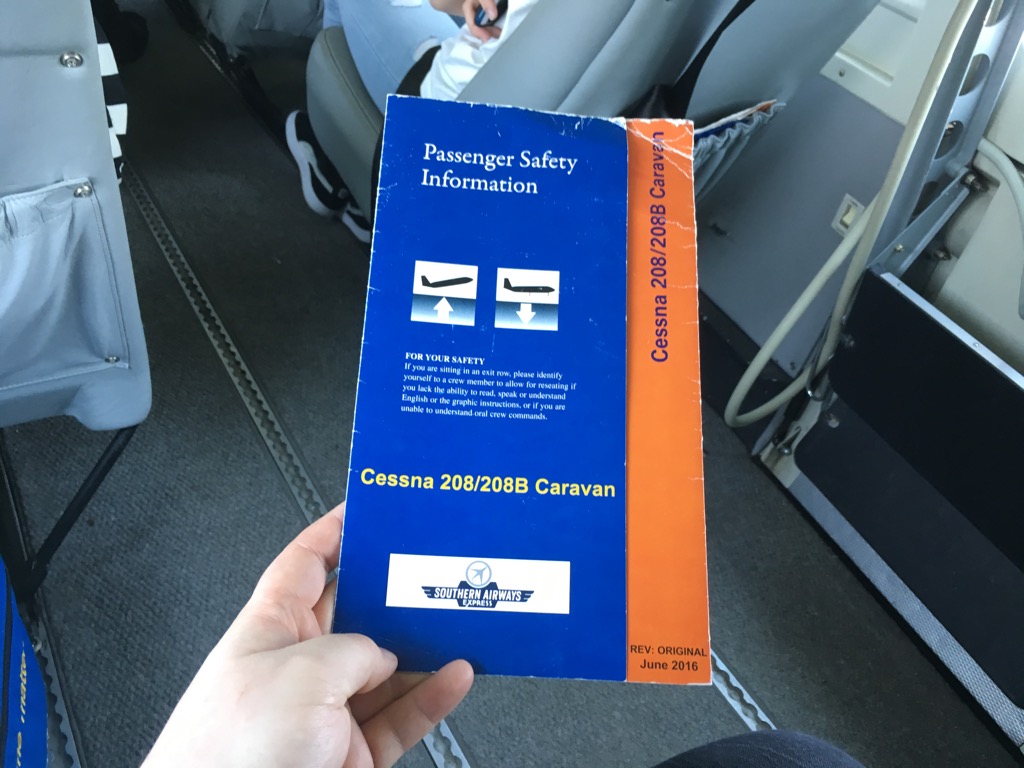 Passenger Safety
Information
FOR YOUR SAFETY
If you are sitting in an exit row, please identify
yourself to a crew member to allow for reseating if
you lack the ability to read, speak or understand
English or the graphic instructions, or if you are
unable to understand oral crew commands.
Cessna 208/208B Caravan
SOUTHERN AIRWAYS
EXPRESS
Cessna 208/208B Caravan
REV: ORIGINAL
June 2016